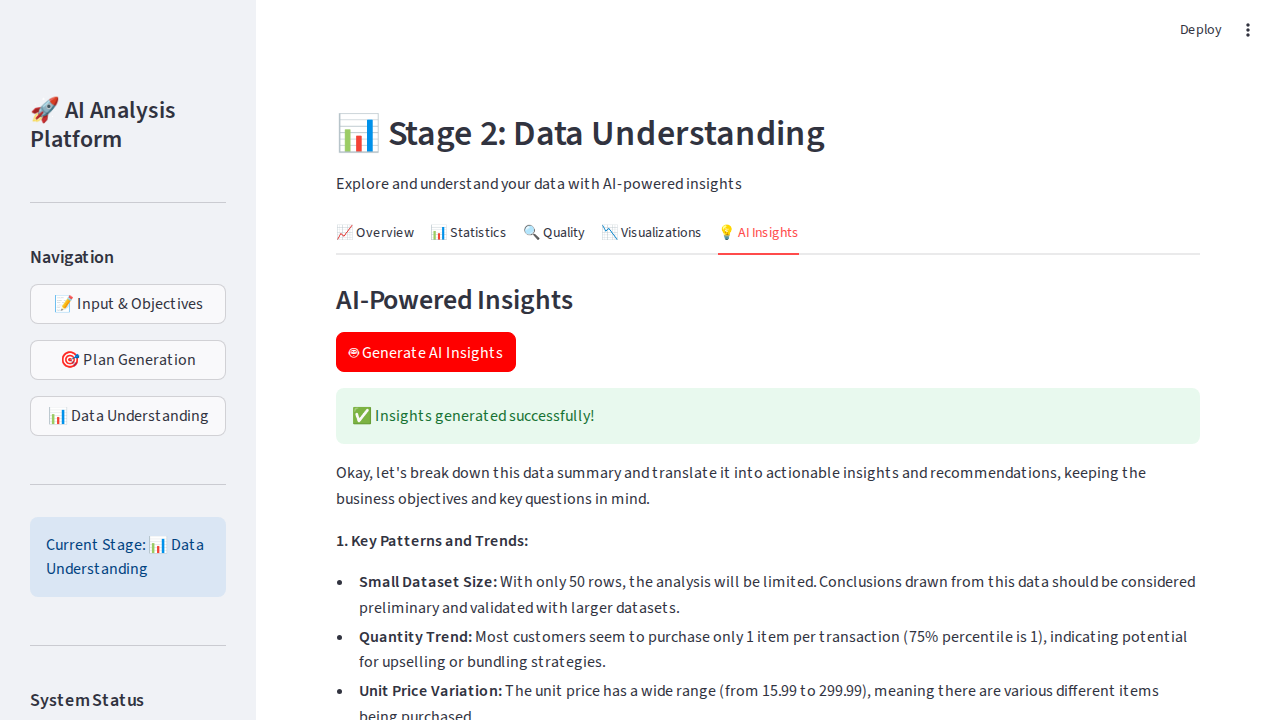 Deploy
🚀 AI Analysis
Platform
Navigation
📝 Input & Objectives
🎯 Plan Generation
📊 Data Understanding
Current Stage: 📊 Data
Understanding
System Status
📊 Stage 2: Data Understanding
Explore and understand your data with AI-powered insights
📈 Overview 📊 Statistics 🔍 Quality 📉 Visualizations 💡 AI Insights
AI-Powered Insights
Generate AI Insights
✅ Insights generated successfully!
Okay, let's break down this data summary and translate it into actionable insights and recommendations, keeping the
business objectives and key questions in mind.
1. Key Patterns and Trends:
• Small Dataset Size: With only 50 rows, the analysis will be limited. Conclusions drawn from this data should be considered
preliminary and validated with larger datasets.
• Quantity Trend: Most customers seem to purchase only 1 item per transaction (75% percentile is 1), indicating potential
for upselling or bundling strategies.
• Unit Price Variation: The unit price has a wide range (from 15.99 to 299.99), meaning there are various different items
being purchased.